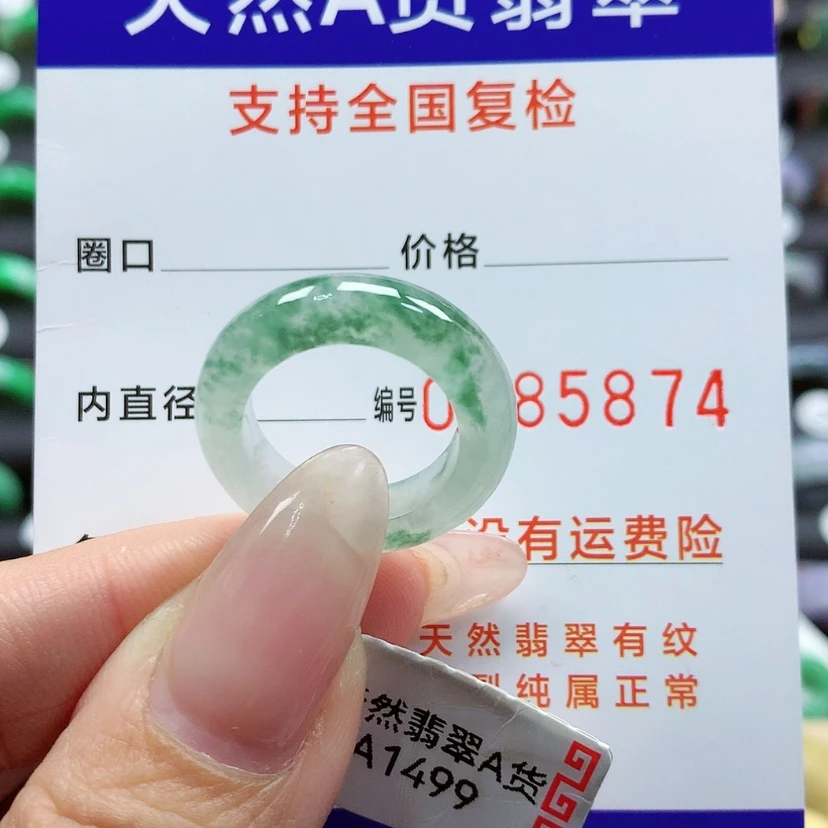 天然A货翡翠
支持全国复检
圈口 价格
内直径 编号0 85874
没有运费险
天然翡翠有纹
裂纯属正常
然翡翠A货
A1499